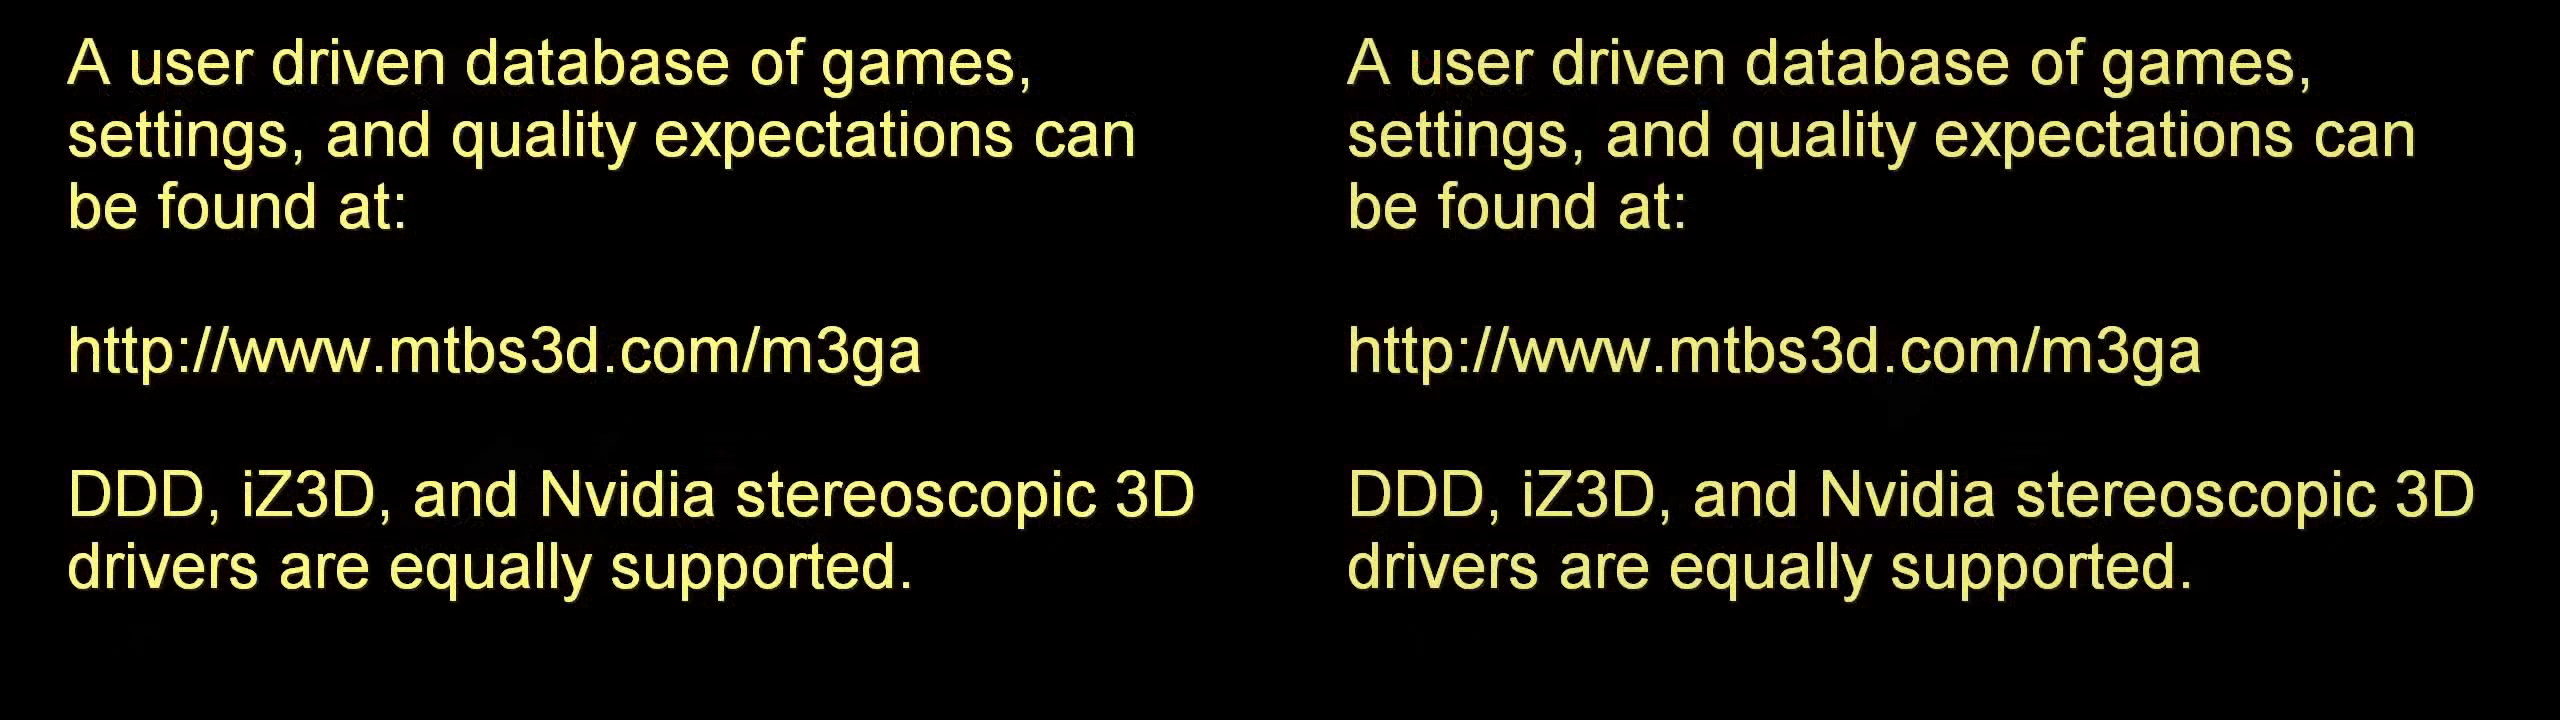 A user driven database of games,
settings, and quality expectations can
be found at:
http://www.mtbs3d.com/m3ga
DDD, iZ3D, and Nvidia stereoscopic 3D
drivers are equally supported.
A user driven database of games,
settings, and quality expectations can
be found at:
http://www.mtbs3d.com/m3ga
DDD, iZ3D, and Nvidia stereoscopic 3D
drivers are equally supported.